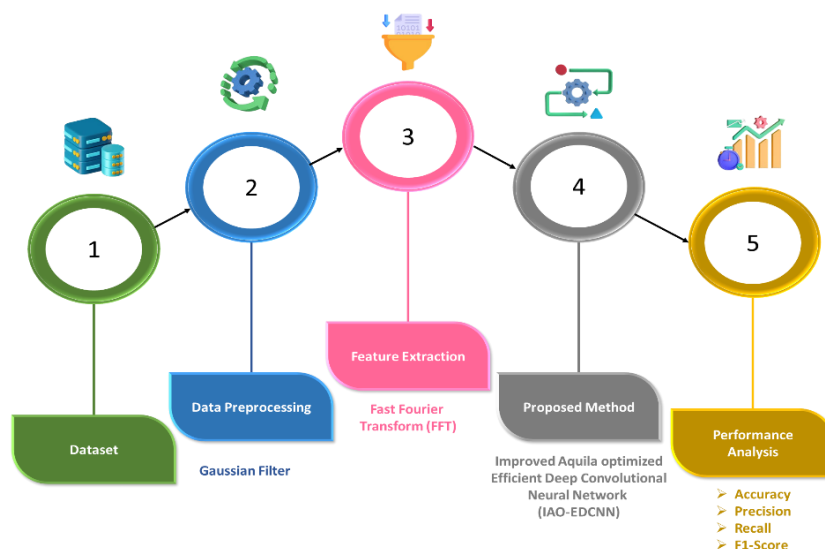 1
2
3
4
5
10101
Dataset
Data Preprocessing
Gaussian Filter
Feature Extraction
Fast Fourier
Transform (FFT)
Proposed Method
Improved Aquila optimized
Efficient Deep Convolutional
Neural Network
(IAO-EDCNN)
Performance
Analysis
➢ Accuracy
➢ Precision
➢ Recall
➢ F1-Score